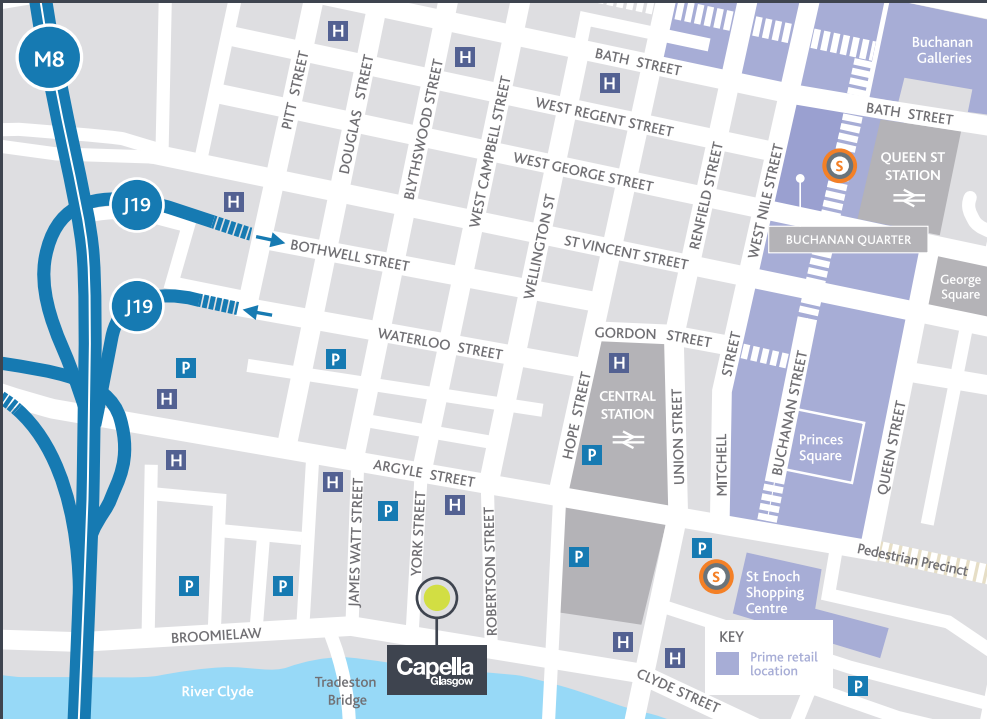 M8
H
H
H
BATH STREET
Buchanan
Galleries
PITT STREET
DOUGLAS STREET
BLYTHSWOOD STREET
WEST CAMPBELL STREET
WEST REGENT STREET
BATH STREET
WEST GEORGE STREET
RENFIELD STREET
WEST NILE STREET
S
QUEEN ST
STATION
J19
H
BOTHWELL STREET
WELLINGTON ST
ST VINCENT STREET
BUCHANAN QUARTER
George
Square
J19
WATERLOO STREET
GORDON STREET
P
P
H
H
HOPE STREET
CENTRAL
STATION
P
UNION STREET
MITCHELL STREET
BUCHANAN STREET
Princes
Square
QUEEN STREET
H
ARGYLE STREET
H
P
H
JAMES WATT STREET
YORK STREET
ROBERTSON STREET
P
P
S
St Enoch
Shopping
Centre
Pedestrian Precinct
P
P
BROOMIELAW
Capella
Glasgow
H
H
KEY
Prime retail
location
CLYDE STREET
P
River Clyde
Tradeston
Bridge